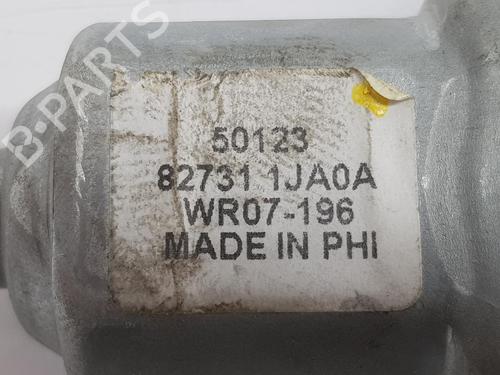 B-PARTS
50123
82731 1JA0A
WR07-196
MADE IN PHI